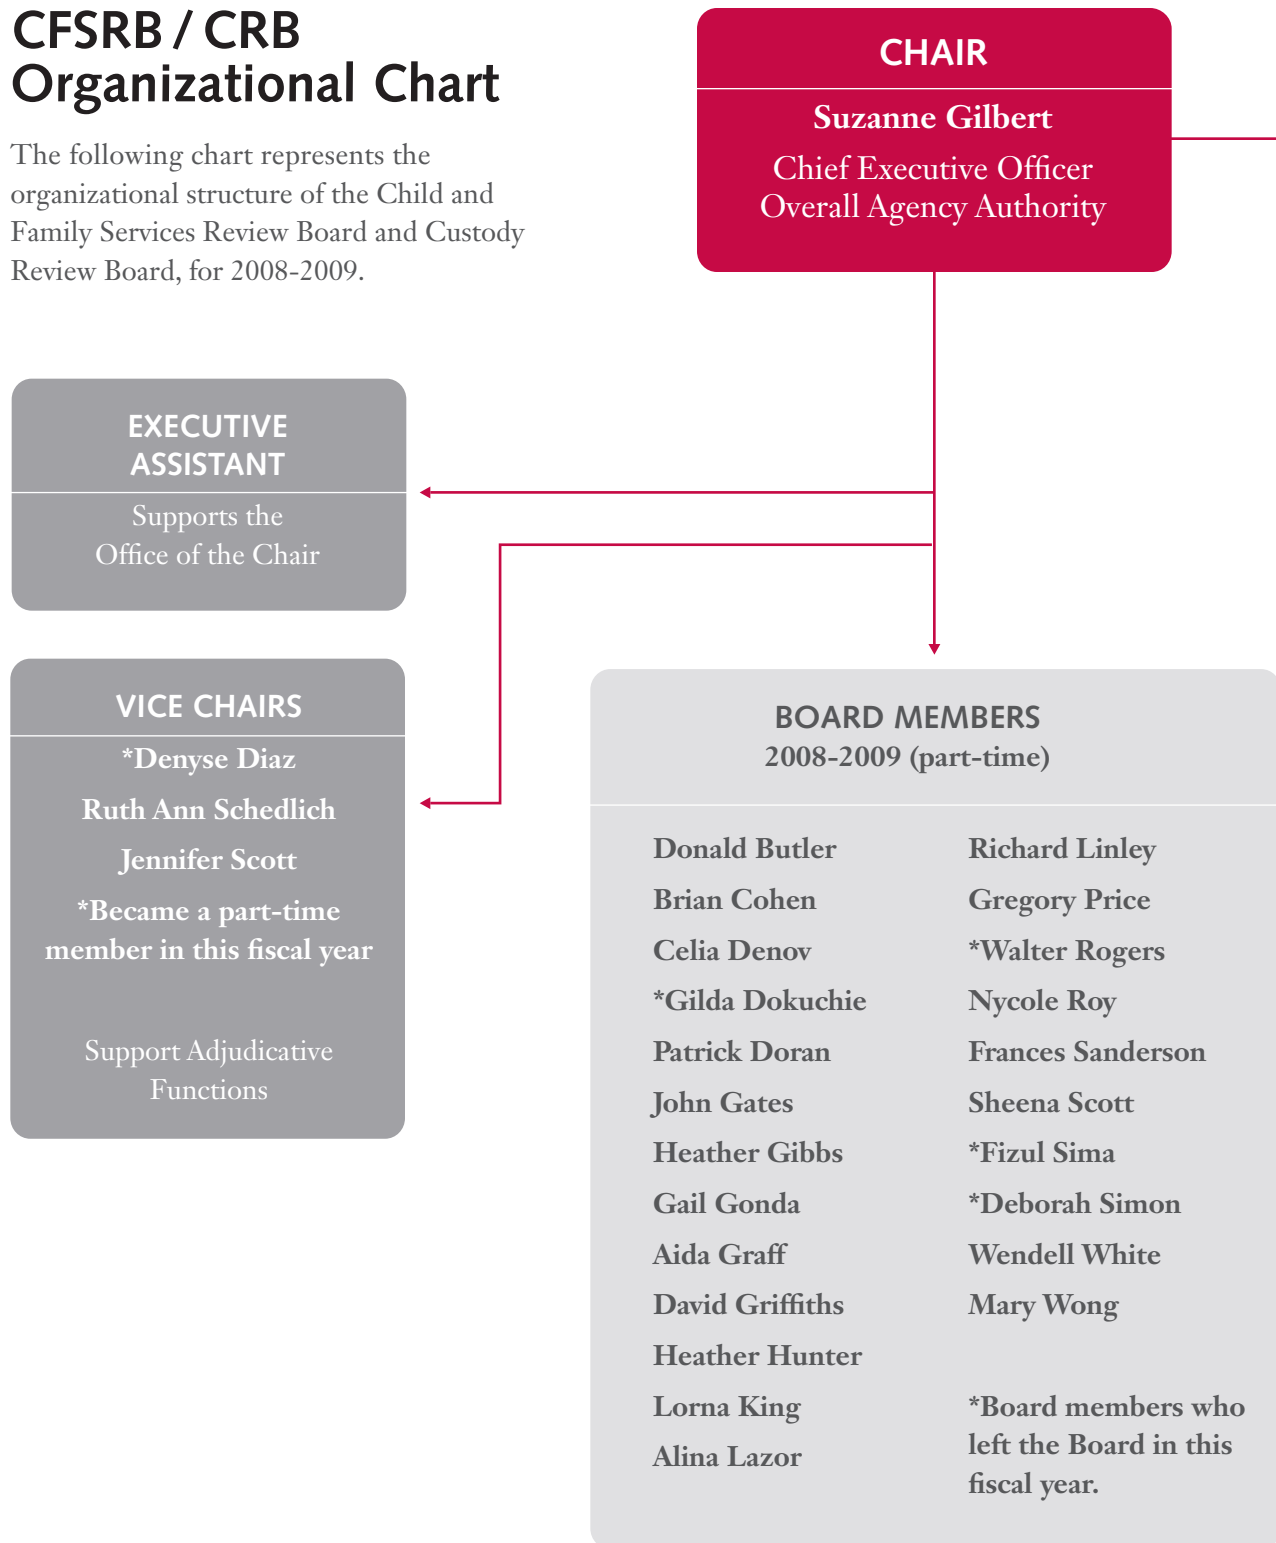 CFSRB / CRB
Organizational Chart
The following chart represents the
organizational structure of the Child and
Family Services Review Board and Custody
Review Board, for 2008-2009.
CHAIR
Suzanne Gilbert
Chief Executive Officer
Overall Agency Authority
EXECUTIVE
ASSISTANT
Supports the
Office of the Chair
VICE CHAIRS
*Denyse Diaz
Ruth Ann Schedlich
Jennifer Scott
*Became a part-time
member in this fiscal year
Support Adjudicative
Functions
BOARD MEMBERS
2008-2009 (part-time)
Donald Butler
Brian Cohen
Celia Denov
*Gilda Dokuchie
Patrick Doran
John Gates
Heather Gibbs
Gail Gonda
Aida Graff
David Griffiths
Heather Hunter
Lorna King
Alina Lazor
Richard Linley
Gregory Price
*Walter Rogers
Nycole Roy
Frances Sanderson
Sheena Scott
*Fizul Sima
*Deborah Simon
Wendell White
Mary Wong
*Board members who
left the Board in this
fiscal year.